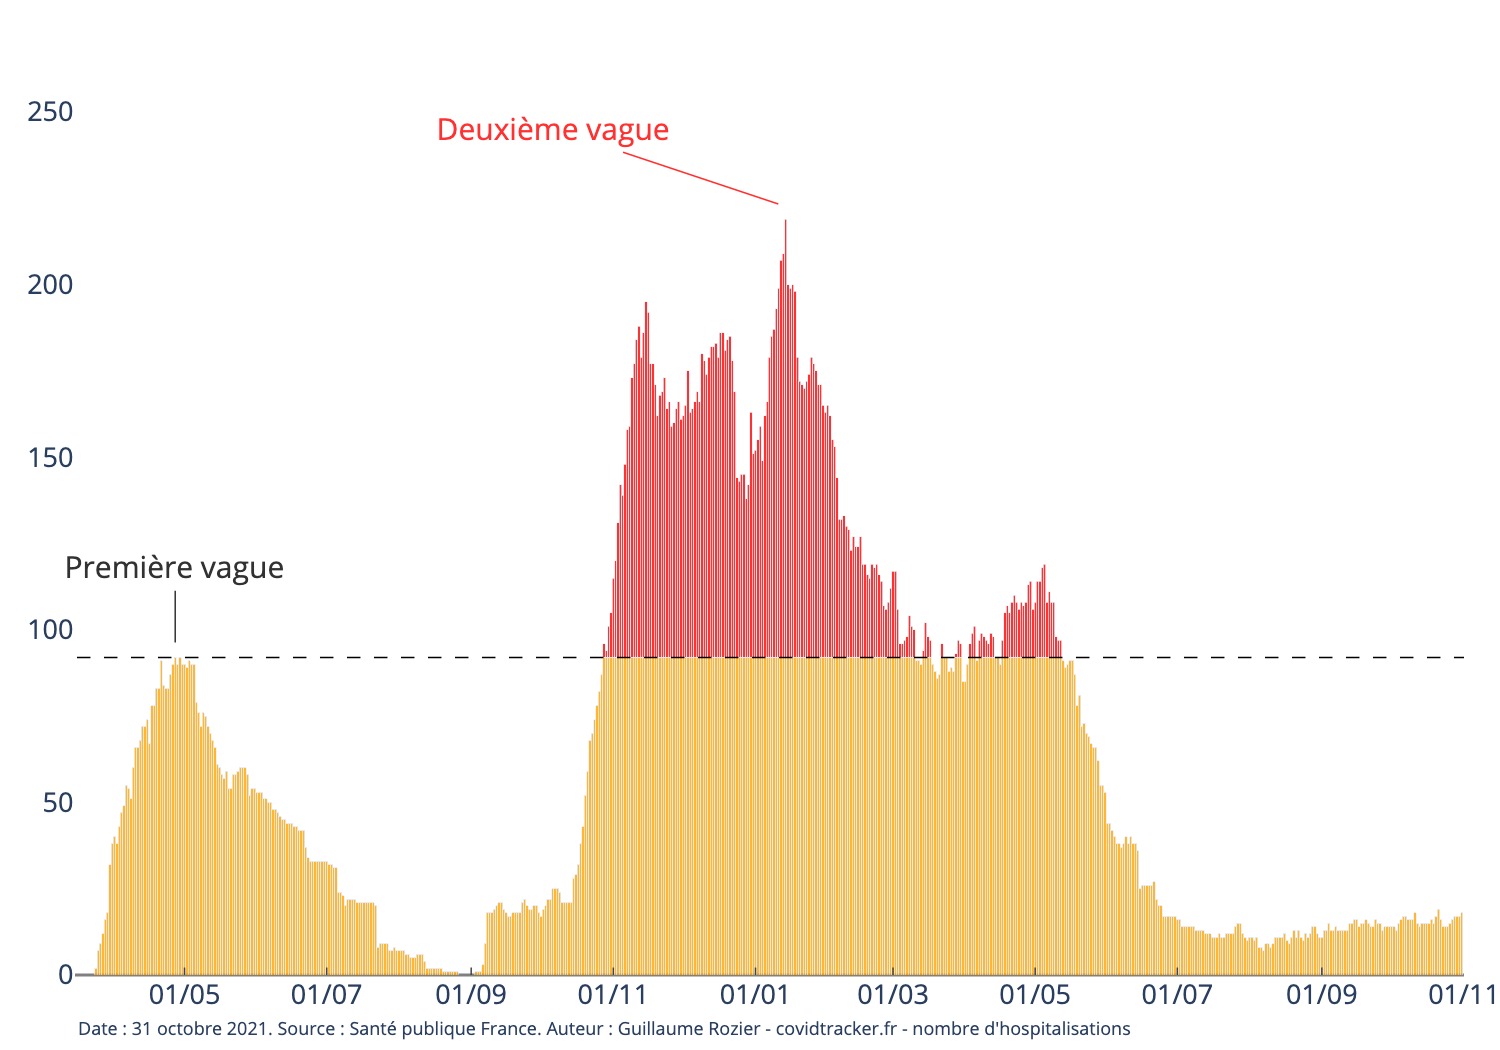 250
Deuxième vague
200
150
Première vague
100
50
0
01/05 01/07 01/09 01/11 01/01 01/03 01/05 01/07 01/09 01/11
Date : 31 octobre 2021. Source : Santé publique France. Auteur : Guillaume Rozier - covidtracker.fr - nombre d'hospitalisations